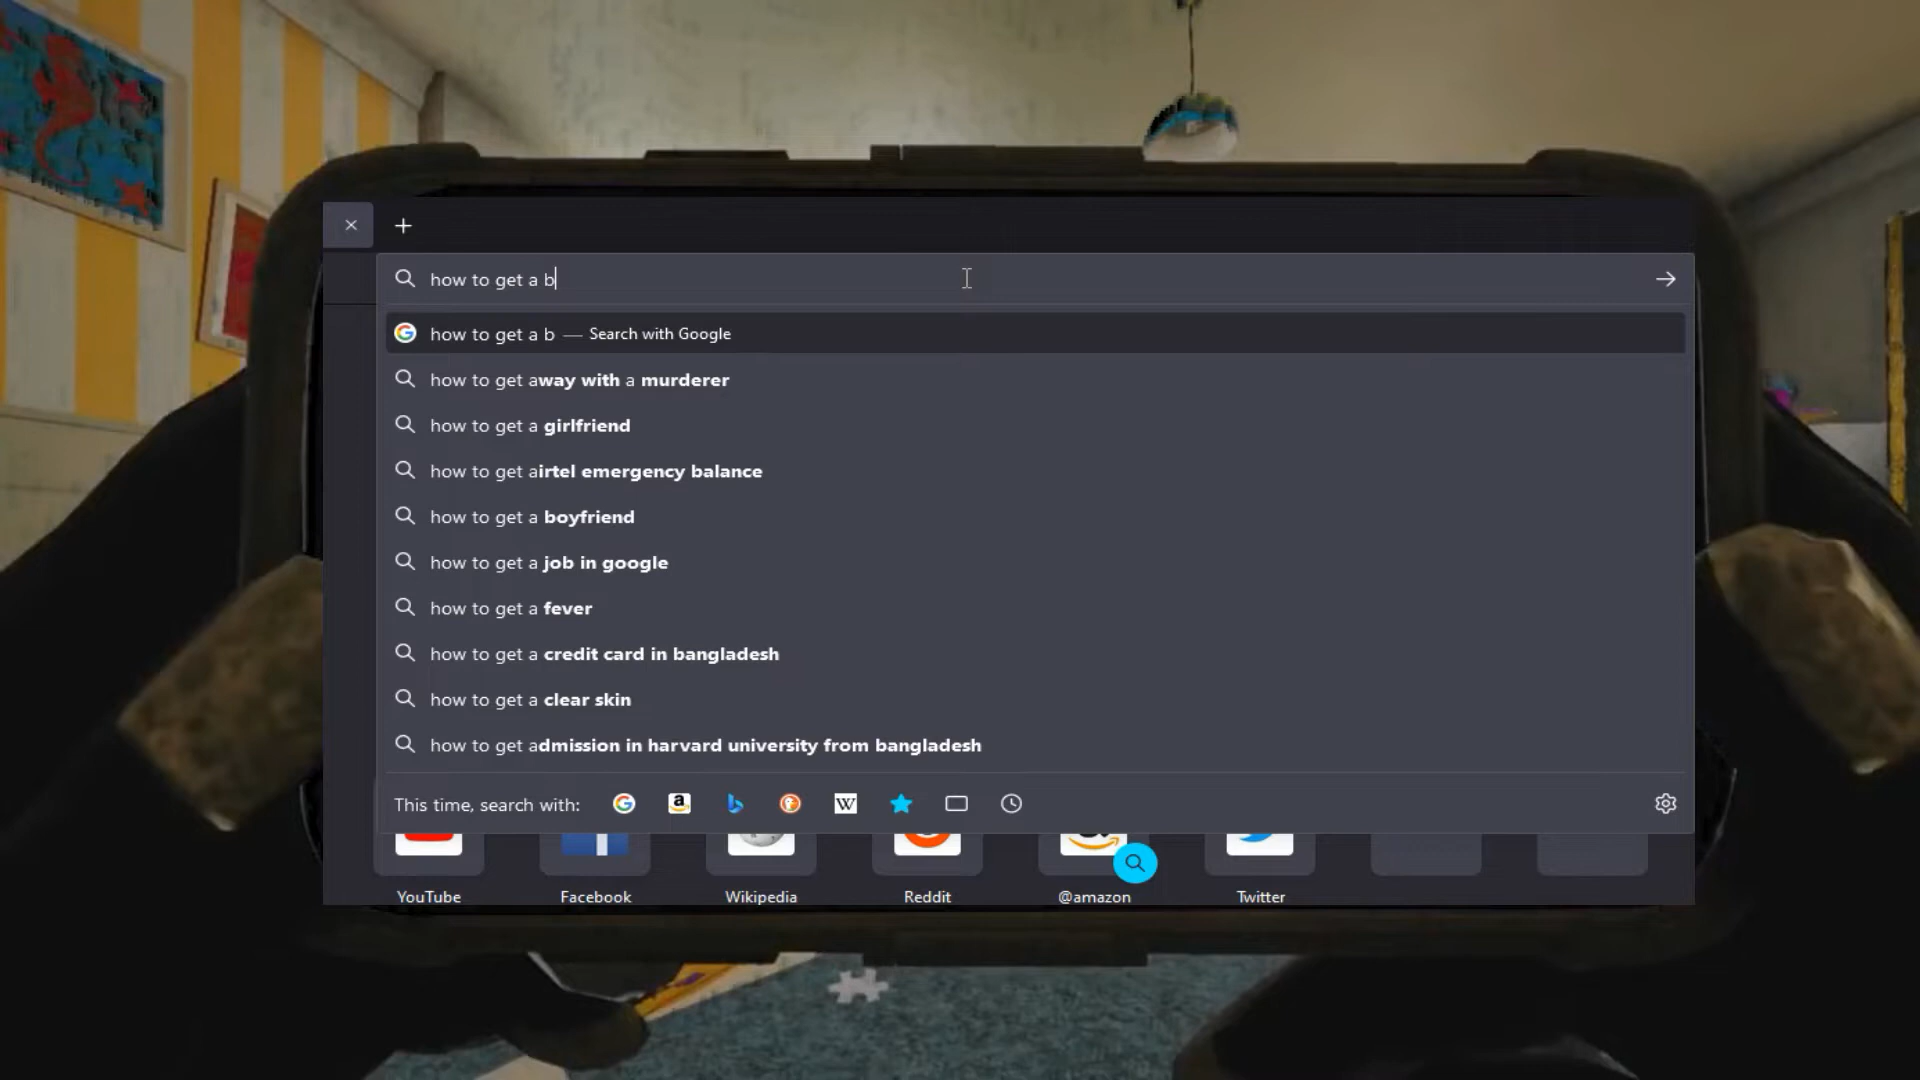 how to get a b
how to get a b — Search with Google
how to get away with a murderer
how to get a girlfriend
how to get airtel emergency balance
how to get a boyfriend
how to get a job in google
how to get a fever
how to get a credit card in bangladesh
how to get a clear skin
how to get admission in harvard university from bangladesh
This time, search with:
YouTube Facebook Wikipedia Reddit @amazon Twitter